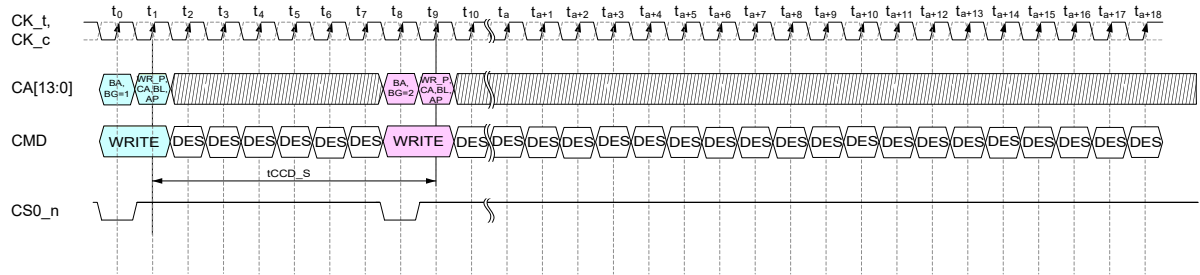 CK_t, t0 t1 t2 t3 t4 t5 t6 t7 t8 t9 t10 ta ta+1 ta+2 ta+3 ta+4 ta+5 ta+6 ta+7 ta+8 ta+9 ta+10 ta+11 ta+12 ta+13 ta+14 ta+15 ta+16 ta+17 ta+18
CK_c
CA[13:0] BA, BG=1 WR_P, CA,BL, AP BA, BG=2 WR_P, CA,BL, AP
CMD WRITE DES DES DES DES DES DES WRITE DES DES DES DES DES DES DES DES DES DES DES DES DES DES DES DES DES DES DES
tCCD_S
CS0_n